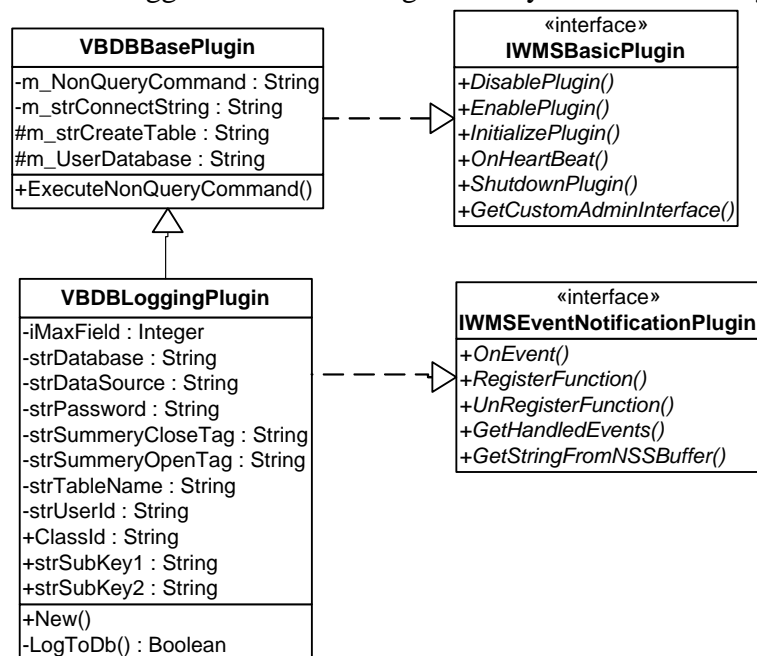 VBDBBasePlugin
-m_NonQueryCommand : String
-m_strConnectString : String
#m_strCreateTable : String
#m_UserDatabase : String
+ExecuteNonQueryCommand()
«interface»
IWMSBasicPlugin
+DisablePlugin()
+EnablePlugin()
+InitializePlugin()
+OnHeartBeat()
+ShutdownPlugin()
+GetCustomAdminInterface()
VBDBLoggingPlugin
-iMaxField : Integer
-strDatabase : String
-strDataSource : String
-strPassword : String
-strSummeryCloseTag : String
-strSummeryOpenTag : String
-strTableName : String
-strUserId : String
+ClassId : String
+strSubKey1 : String
+strSubKey2 : String
+New()
-LogToDb() : Boolean
«interface»
IWMSEventNotificationPlugin
+OnEvent()
+RegisterFunction()
+UnRegisterFunction()
+GetHandledEvents()
+GetStringFromNSSBuffer()